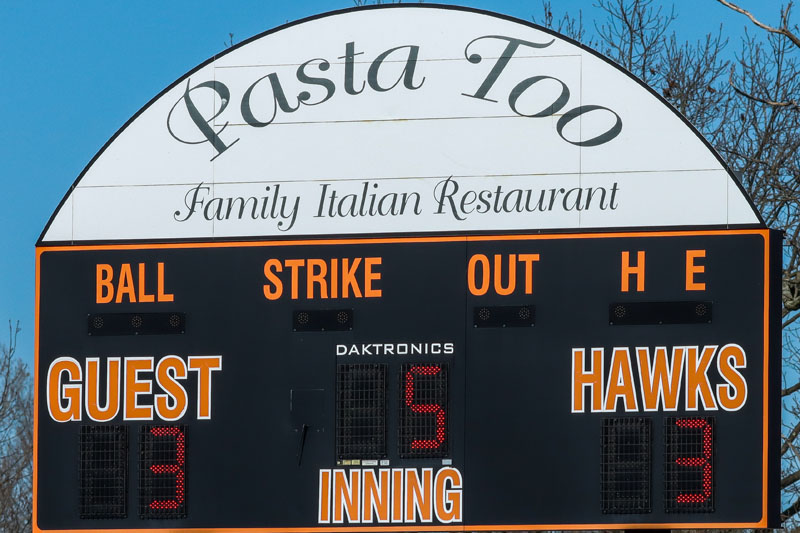 Pasta Too
Family Italian Restaurant
BALL STRIKE OUT H E
DAKTRONICS
GUEST 5 HAWKS
3 3
INNING